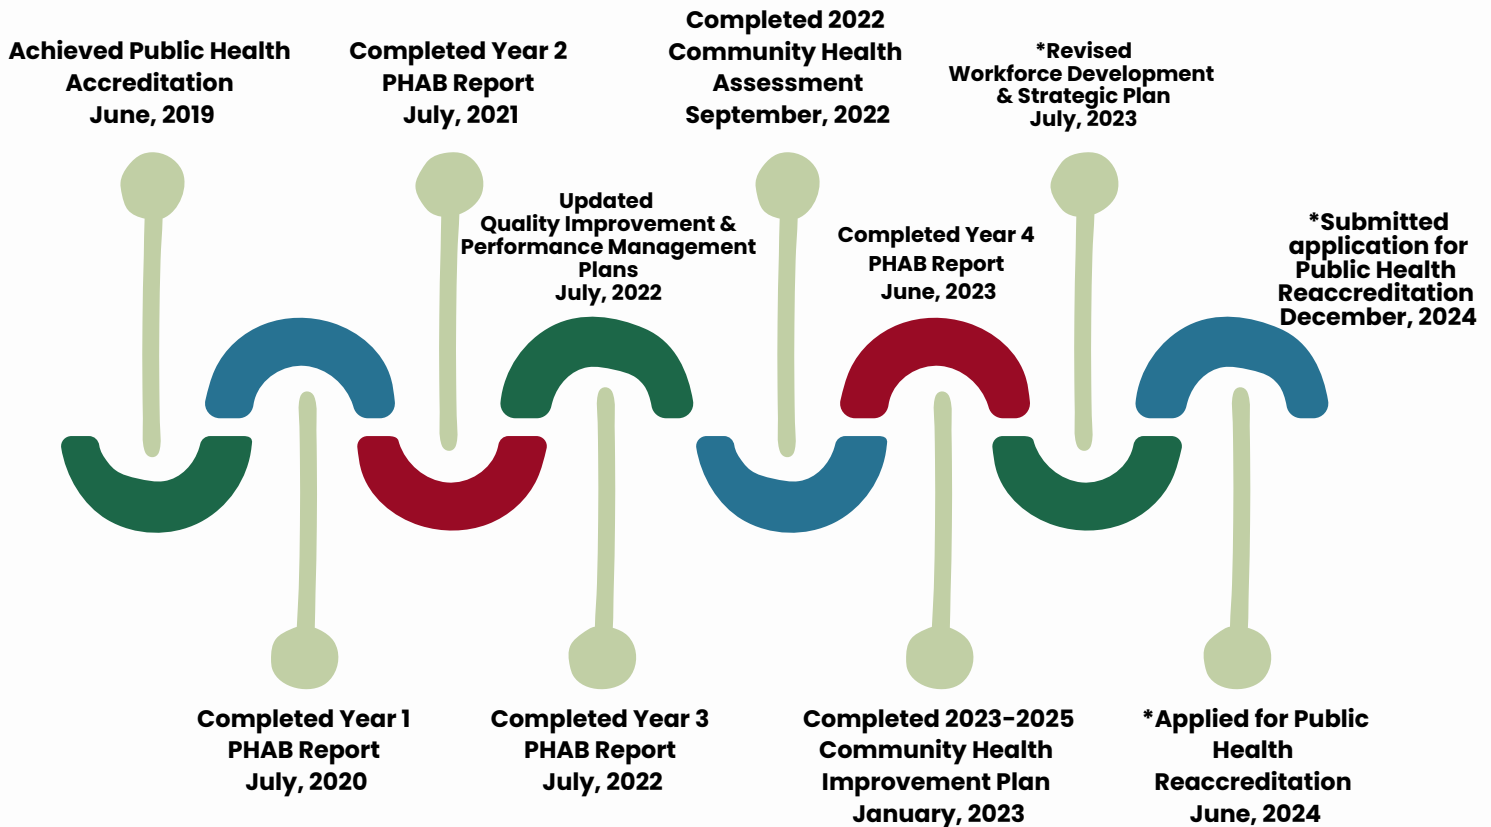 Achieved Public Health
Accreditation
June, 2019
Completed Year 2
PHAB Report
July, 2021
Completed 2022
Community Health
Assessment
September, 2022
*Revised
Workforce Development
& Strategic Plan
July, 2023
Updated
Quality Improvement &
Performance Management
Plans
July, 2022
Completed Year 4
PHAB Report
June, 2023
*Submitted
application for
Public Health
Reaccreditation
December, 2024
Completed Year 1
PHAB Report
July, 2020
Completed Year 3
PHAB Report
July, 2022
Completed 2023-2025
Community Health
Improvement Plan
January, 2023
*Applied for Public
Health
Reaccreditation
June, 2024